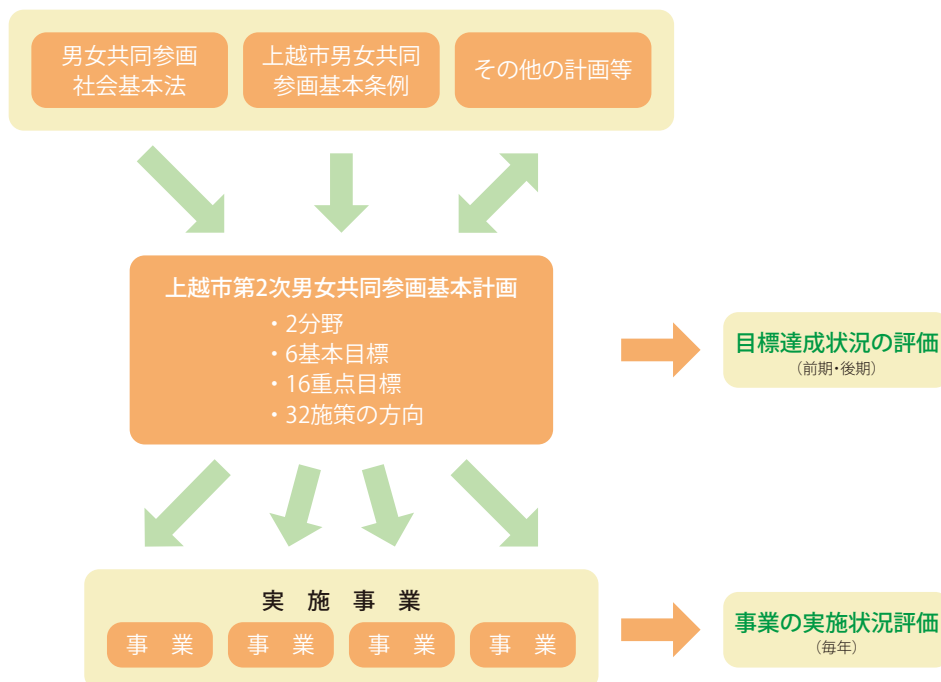 男女共同参画
社会基本法
上越市男女共同
参画基本条例
その他の計画等
上越市第2次男女共同参画基本計画
・2分野
・6基本目標
・16重点目標
・32施策の方向
目標達成状況の評価
（前期・後期）
実　施　事　業
事　業
事　業
事　業
事　業
事業の実施状況評価
（毎年）